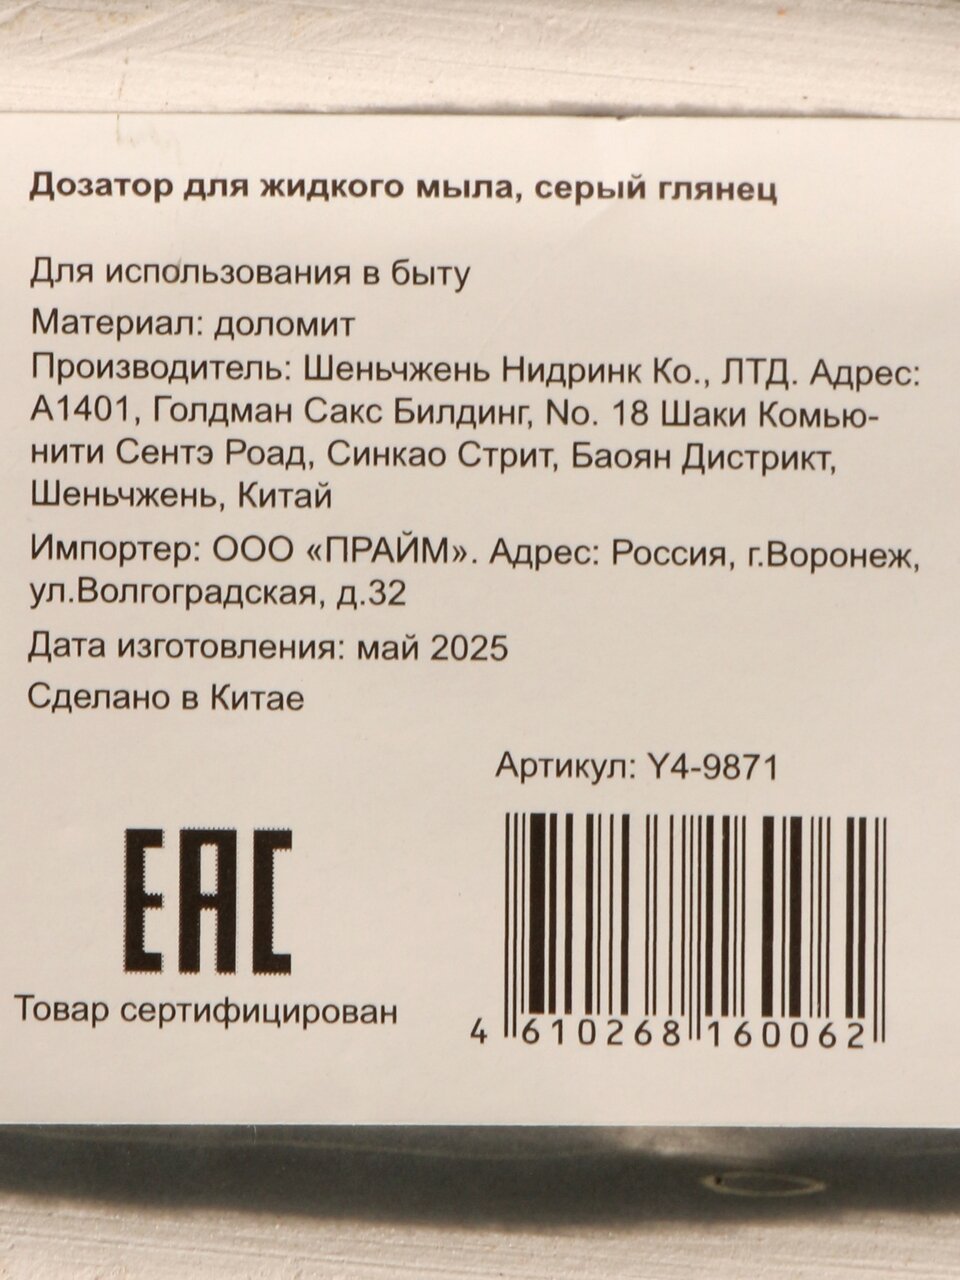 Дозатор для жидкого мыла, серый глянец
Для использования в быту
Материал: доломит
Производитель: Шеньчжень Нидринк Ко., ЛТД. Адрес:
А1401, Голдман Сакс Билдинг, No. 18 Шаки Комью-
нити Сентэ Роад, Синкао Стрит, Баоян Дистрикт,
Шеньчжень, Китай
Импортер: ООО «ПРАЙМ». Адрес: Россия, г.Воронеж,
ул.Волгоградская, д.32
Дата изготовления: май 2025
Сделано в Китае
Артикул: Y4-9871
EAC
Товар сертифицирован
4 610268 160062